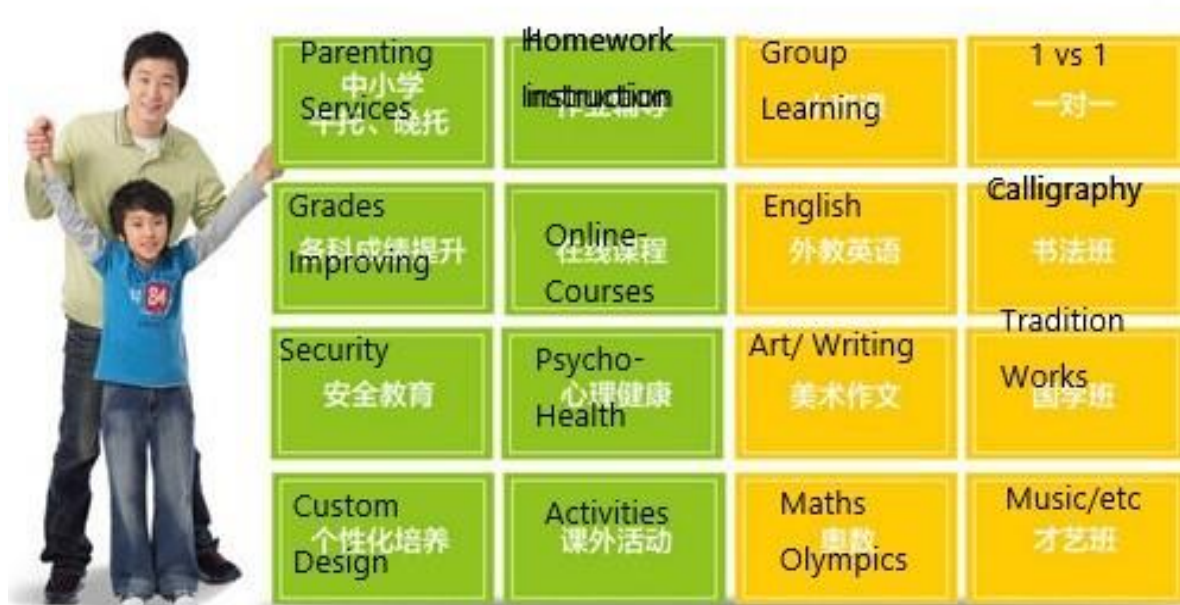 Parenting
中小学
Services
午托、晚托
Homework
Instruction
Group
Learning
1 vs 1
一对一
Grades
各科成绩提升
Improving
Online-
在线课程
Courses
English
外教英语
Calligraphy
书法班
Security
安全教育
Psycho-
心理健康
Health
Art/ Writing
美术作文
Tradition
Works
国学班
Custom
个性化培养
Design
Activities
课外活动
Maths
奥数
Olympics
Music/etc
才艺班
84